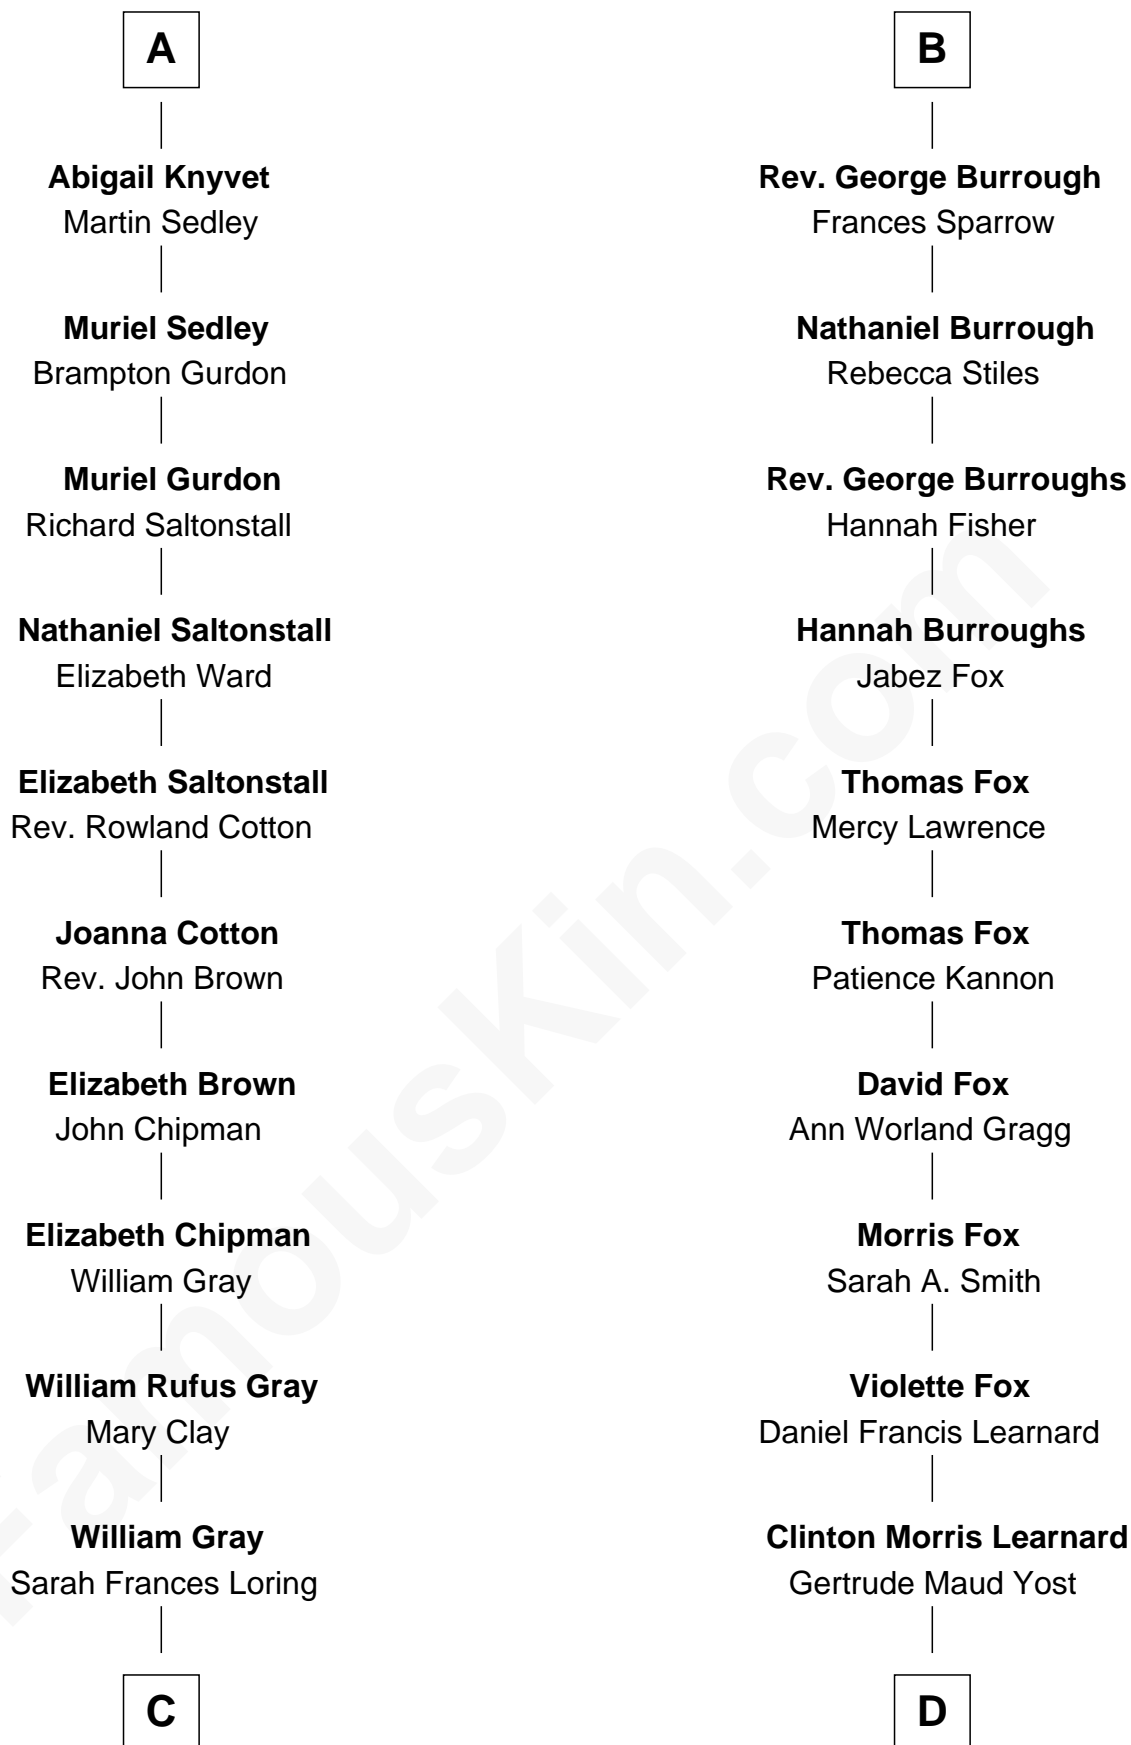 A
Abigail Knyvet
Martin Sedley
Muriel Sedley
Brampton Gurdon
Muriel Gurdon
Richard Saltonstall
Nathaniel Saltonstall
Elizabeth Ward
Elizabeth Saltonstall
Rev. Rowland Cotton
Joanna Cotton
Rev. John Brown
Elizabeth Brown
John Chipman
Elizabeth Chipman
William Gray
William Rufus Gray
Mary Clay
William Gray
Sarah Frances Loring
C
B
Rev. George Burrough
Frances Sparrow
Nathaniel Burrough
Rebecca Stiles
Rev. George Burroughs
Hannah Fisher
Hannah Burroughs
Jabez Fox
Thomas Fox
Mercy Lawrence
Thomas Fox
Patience Kannon
David Fox
Ann Worland Gragg
Morris Fox
Sarah A. Smith
Violette Fox
Daniel Francis Learnard
Clinton Morris Learnard
Gertrude Maud Yost
D
FamousKin.com